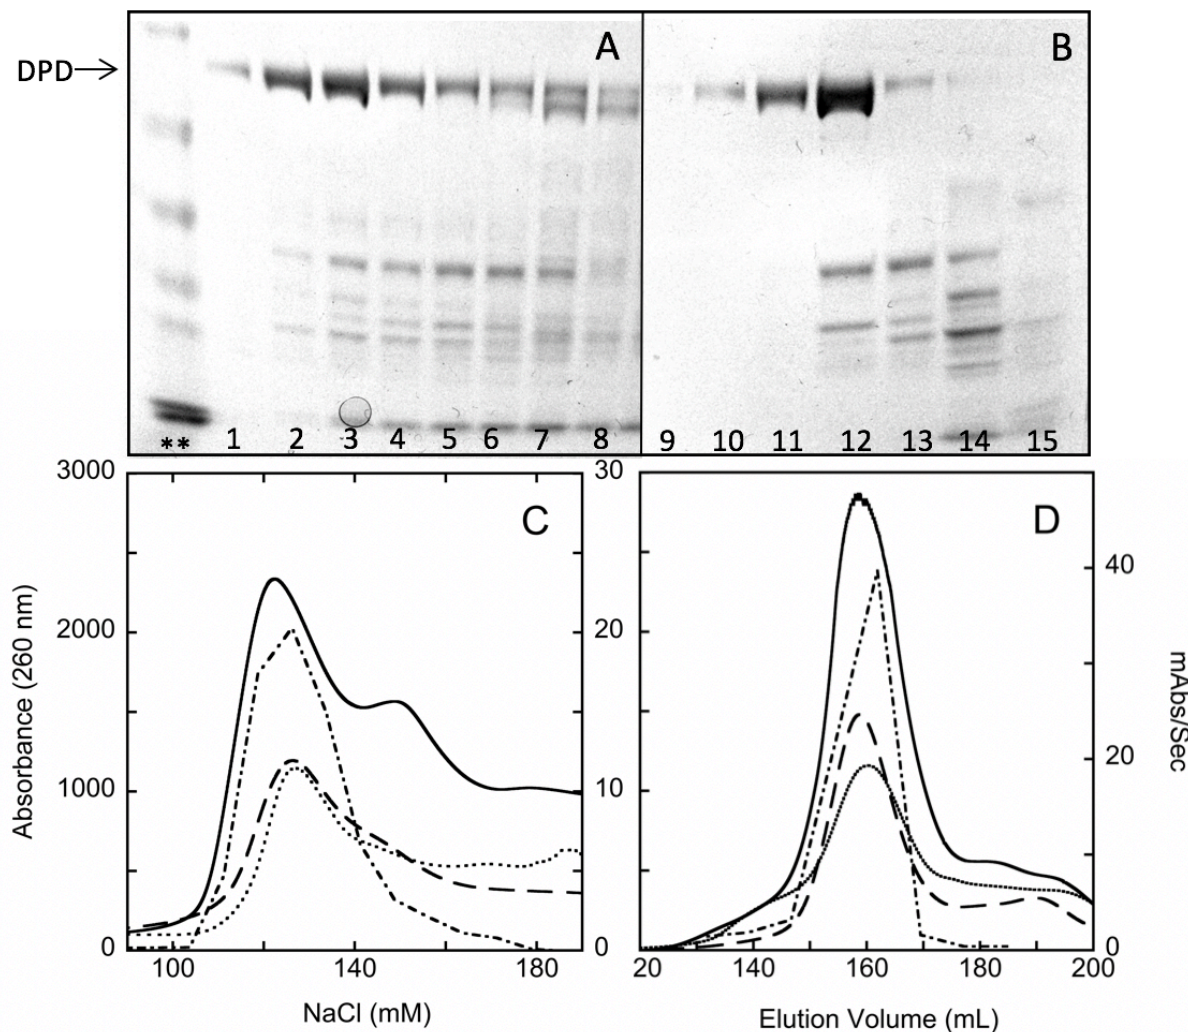 A
B
DPD
** 1 2 3 4 5 6 7 8 9 10 11 12 13 14 15
3000
30
C
D
40
2000
20
20
1000
10
0
0
0
100
140
180
20
140
160
180
200
Absorbance (260 nm)
mAbs/Sec
NaCl (mM)
Elution Volume (mL)